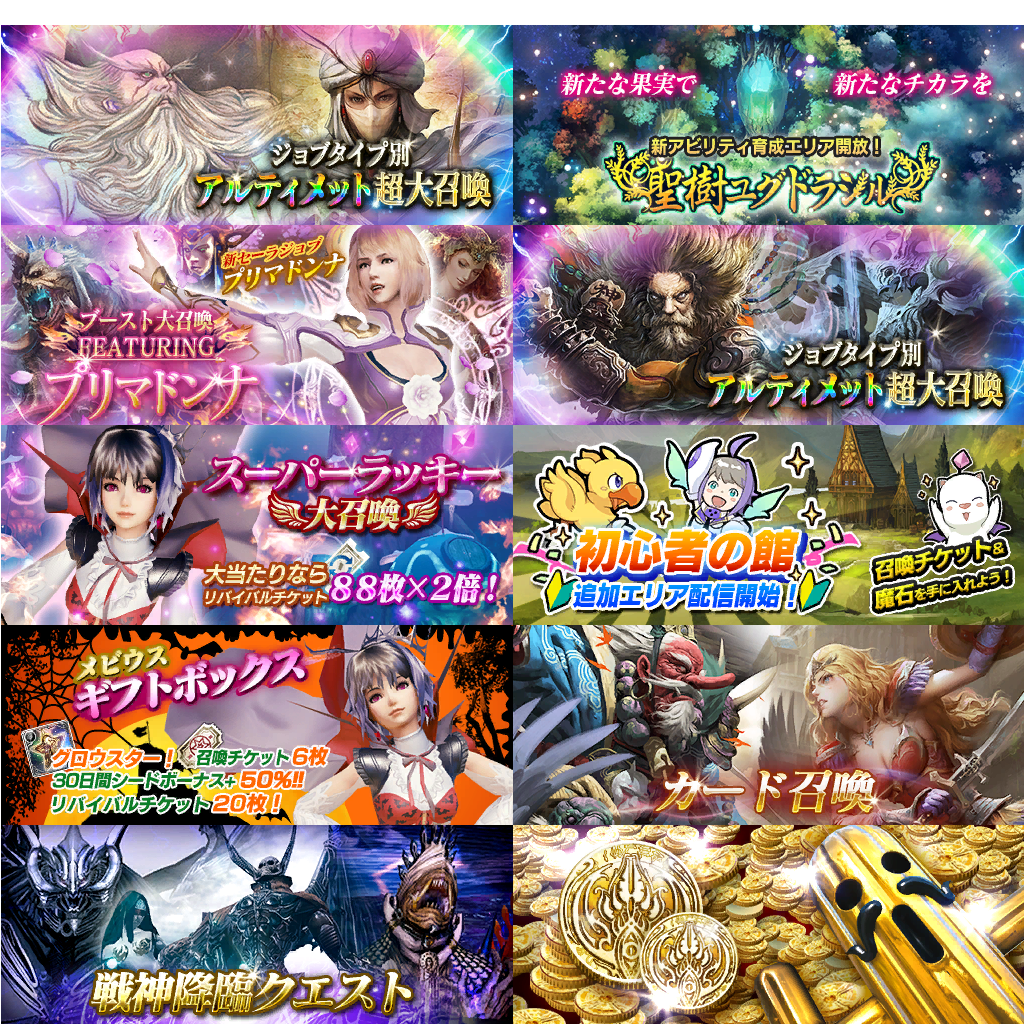 ジョブタイプ別
アルティメット超大召喚
新たな果実で
新たなチカラを
新アビリティ育成エリア開放！
聖樹ユグドラシル
新セーラジョブ
プリマドンナ
ブースト大召喚
FEATURING
プリマドンナ
ジョブタイプ別
アルティメット超大召喚
スーパーラッキー
大召喚
大当たりなら
リバイバルチケット88枚×2倍！
初心者の館
追加エリア配信開始！
召喚チケット&
魔石を手に入れよう！
メビウス
ギフトボックス
グロウスター！ 召喚チケット6枚
30日間シードボーナス+50%!!
リバイバルチケット20枚！
カード召喚
戦神降臨クエスト